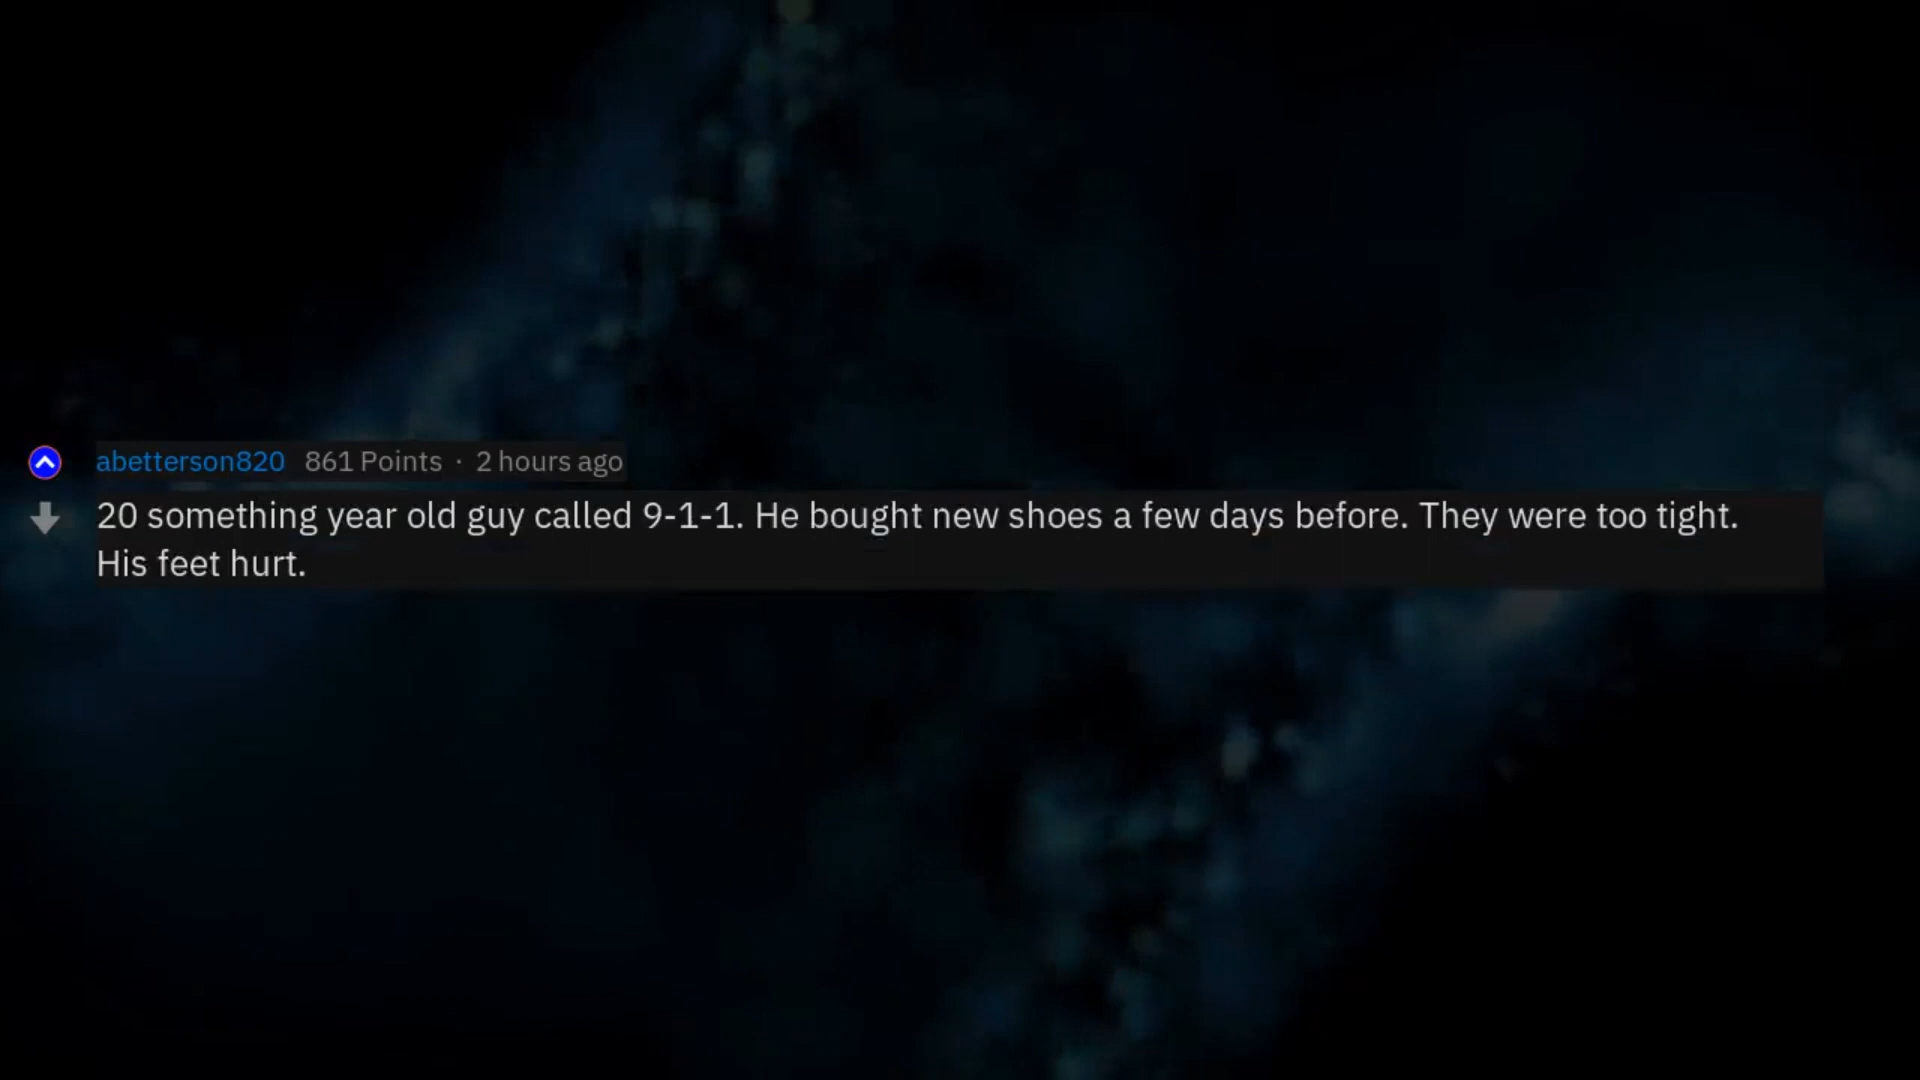 abetterson820 861 Points · 2 hours ago
20 something year old guy called 9-1-1. He bought new shoes a few days before. They were too tight.
His feet hurt.